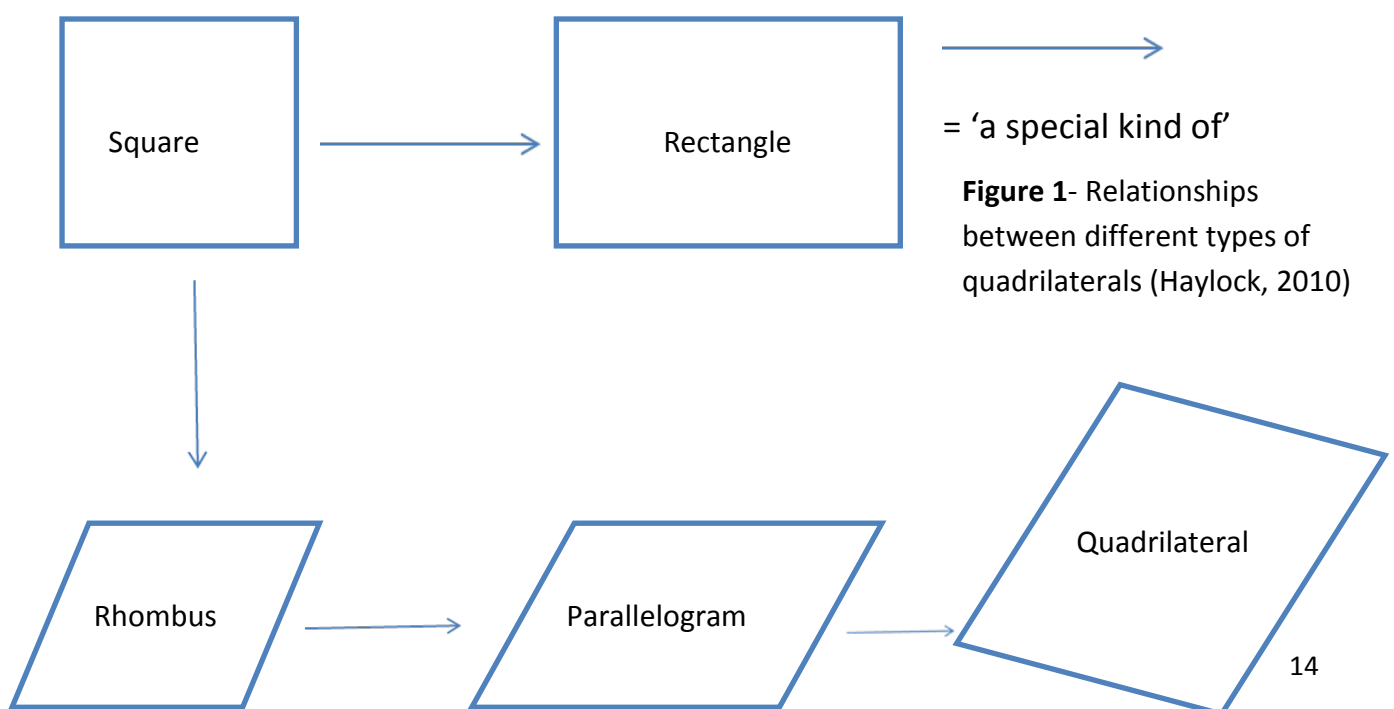 Square
Rectangle
= ‘a special kind of’
Figure 1- Relationships
between different types of
quadrilaterals (Haylock, 2010)
Rhombus
Parallelogram
Quadrilateral
14